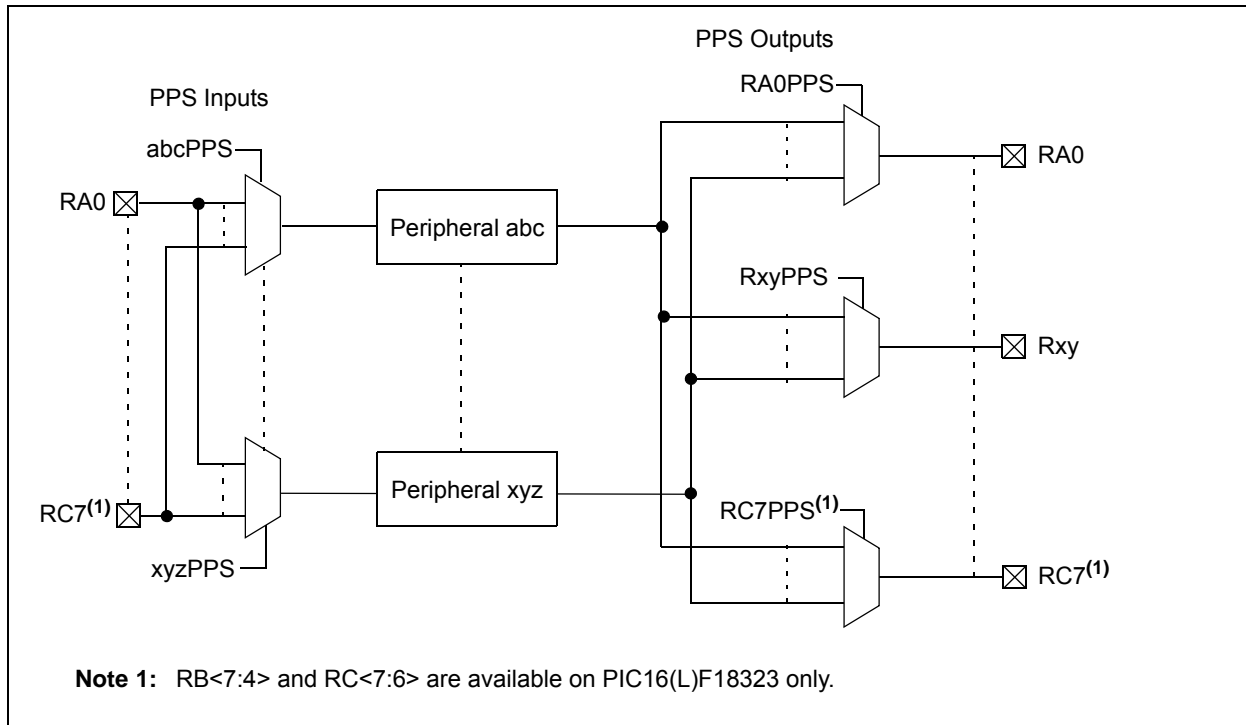 PPS Outputs
RA0PPS
PPS Inputs
abcPPS
RA0
RA0
Peripheral abc
RxyPPS
Rxy
Peripheral xyz
RC7PPS(1)
RC7(1)
xyzPPS
RC7(1)
Note 1: RB<7:4> and RC<7:6> are available on PIC16(L)F18323 only.